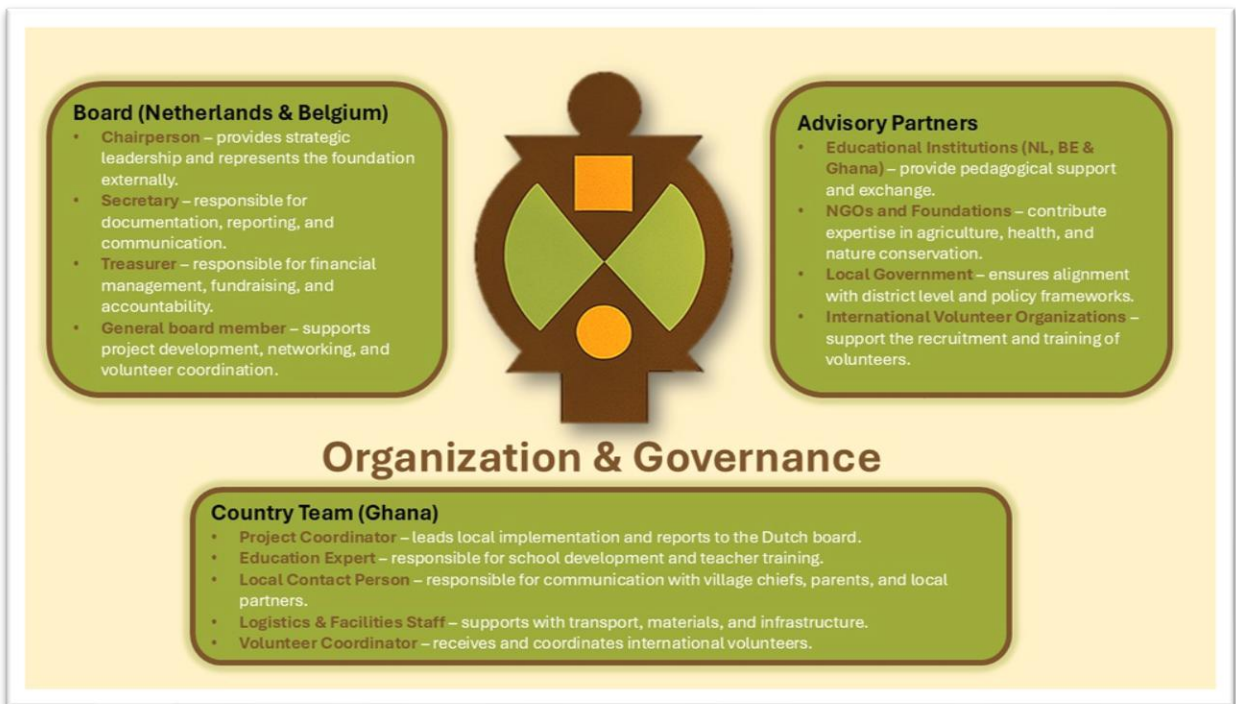 Board (Netherlands & Belgium)
• Chairperson – provides strategic
leadership and represents the foundation
externally.
• Secretary – responsible for
documentation, reporting, and
communication.
• Treasurer – responsible for financial
management, fundraising, and
accountability.
• General board member – supports
project development, networking, and
volunteer coordination.
Advisory Partners
• Educational Institutions (NL, BE &
Ghana) – provide pedagogical support
and exchange.
• NGOs and Foundations – contribute
expertise in agriculture, health, and
nature conservation.
• Local Government – ensures alignment
with district level and policy frameworks.
• International Volunteer Organizations –
support the recruitment and training of
volunteers.
Organization & Governance
Country Team (Ghana)
• Project Coordinator – leads local implementation and reports to the Dutch board.
• Education Expert – responsible for school development and teacher training.
• Local Contact Person – responsible for communication with village chiefs, parents, and local
partners.
• Logistics & Facilities Staff – supports with transport, materials, and infrastructure.
• Volunteer Coordinator – receives and coordinates international volunteers.